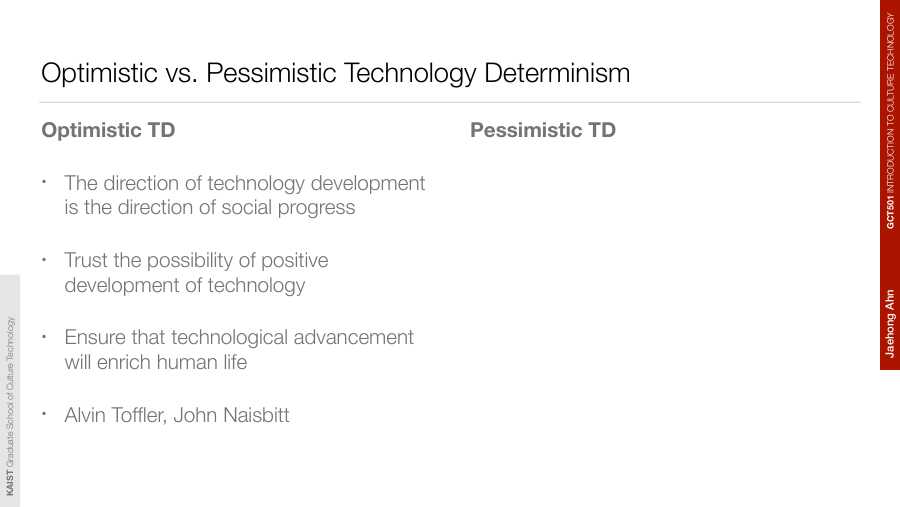 Optimistic vs. Pessimistic Technology Determinism
Optimistic TD
• The direction of technology development
is the direction of social progress
• Trust the possibility of positive
development of technology
• Ensure that technological advancement
will enrich human life
• Alvin Toffler, John Naisbitt
Pessimistic TD
GCT501 INTRODUCTION TO CULTURE TECHNOLOGY
Jaehong Ahn
KAIST Graduate School of Culture Technology